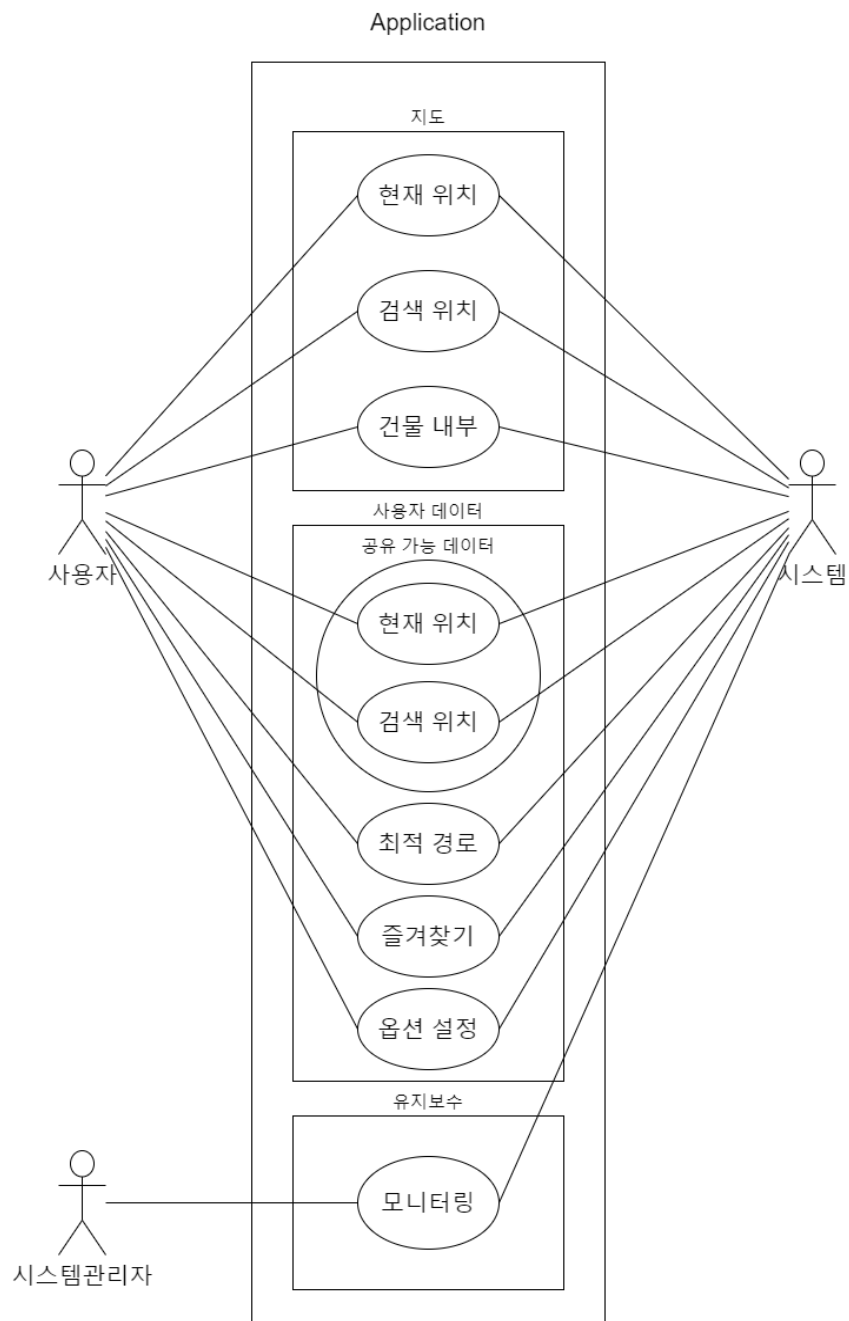 Application
지도
현재 위치
검색 위치
건물 내부
사용자
시스템
사용자 데이터
공유 가능 데이터
현재 위치
검색 위치
최적 경로
즐겨찾기
옵션 설정
유지보수
모니터링
시스템관리자